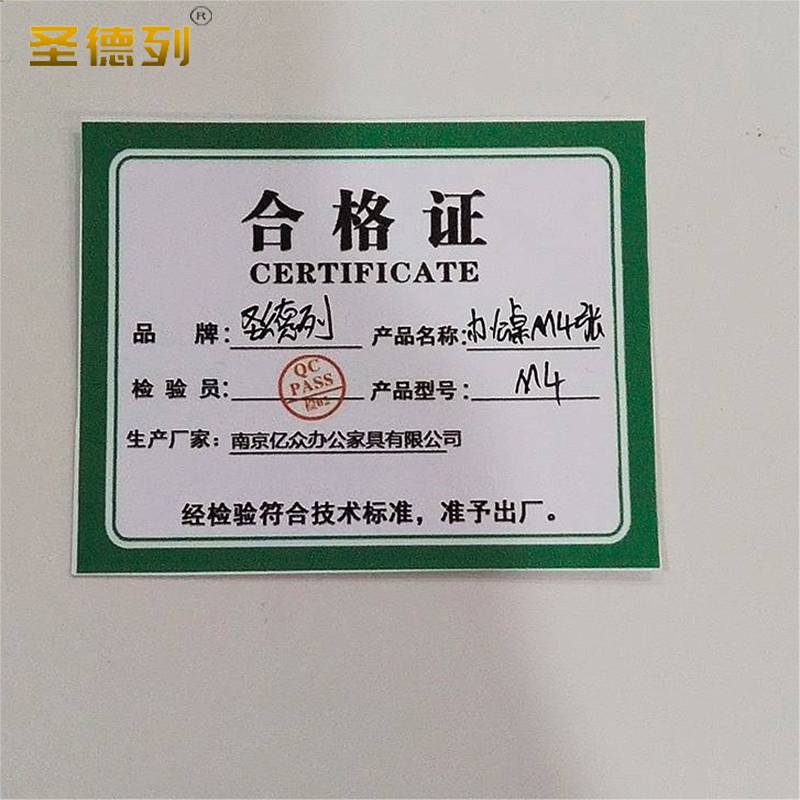 圣德列®
合格证
CERTIFICATE
品 牌：圣德列 产品名称：办公桌M4张
检验员： QC PASS 产品型号：M4
生产厂家：南京亿众办公家具有限公司
经检验符合技术标准，准予出厂。